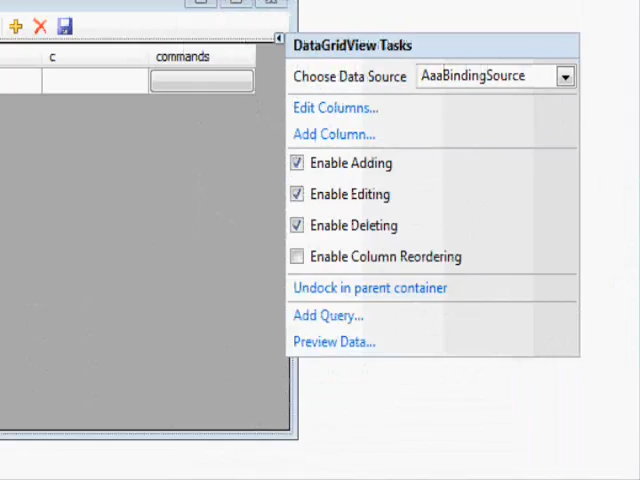 c commands
DataGridView Tasks
Choose Data Source AaaBindingSource
Edit Columns...
Add Column...
Enable Adding
Enable Editing
Enable Deleting
Enable Column Reordering
Undock in parent container
Add Query...
Preview Data...